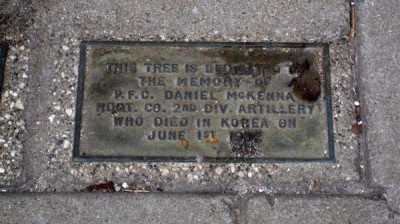 THIS TREE IS DEDICATED TO
THE MEMORY OF
P.F.C. DANIEL McKENNA
HDQT. CO. 2ND DIV. ARTILLERY
WHO DIED IN KOREA ON
JUNE 1ST